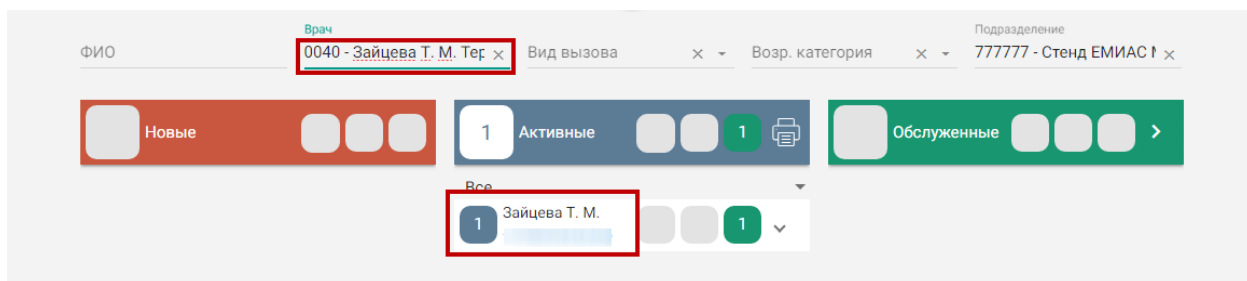 Врач
Подразделение
ФИО
0040 - Зайцева Т. М. Тер
Вид вызова
Возр. категория
777777 - Стенд ЕМИАС
Новые
1 Активные 1
Обслуженные
Все
Зайцева Т. М.
1 1